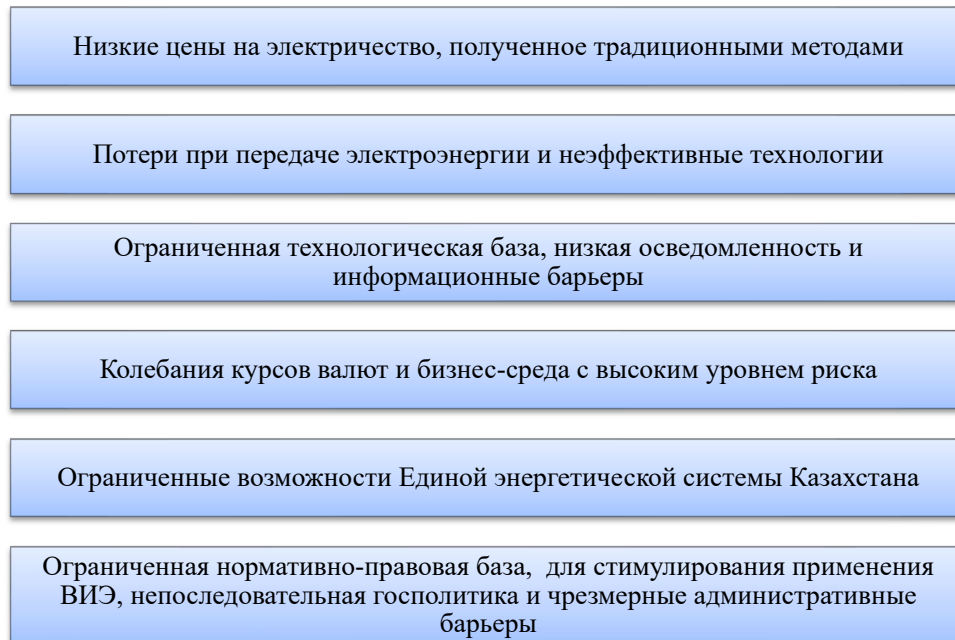 Низкие цены на электричество, полученное традиционными методами
Потери при передаче электроэнергии и неэффективные технологии
Ограниченная технологическая база, низкая осведомленность и
информационные барьеры
Колебания курсов валют и бизнес-среда с высоким уровнем риска
Ограниченные возможности Единой энергетической системы Казахстана
Ограниченная нормативно-правовая база,  для стимулирования применения
ВИЭ, непоследовательная госполитика и чрезмерные административные
барьеры